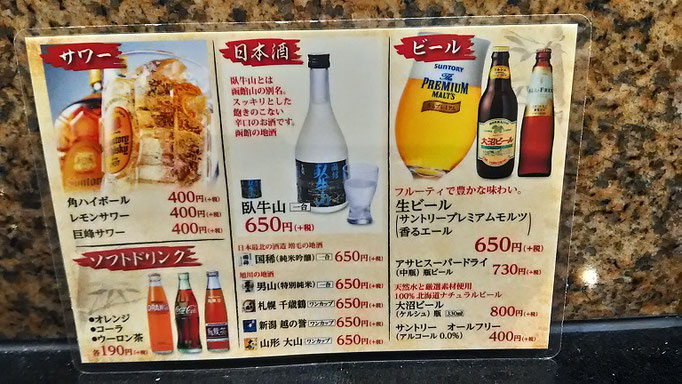 サワー
角ハイボール 400円(+税)
レモンサワー 400円(+税)
巨峰サワー 400円(+税)
ソフトドリンク
●オレンジ
●コーラ
●ウーロン茶
各190円(+税)
ORANGE
Coca-Cola
日本酒
臥牛山とは
函館山の別名。
スッキリとした
飽きのこない
辛口のお酒です。
函館の地酒
臥牛山
臥牛山 一合
650円(+税)
日本最北の酒造 増毛の地酒
国稀(純米吟醸) 一合 650円(+税)
旭川の地酒
男山(特別純米) 一合 650円(+税)
札幌 千歳鶴 ワンカップ 650円(+税)
新潟 越の誉 ワンカップ 650円(+税)
山形 大山 ワンカップ 650円(+税)
ビール
SUNTORY
The
PREMIUM
MALT'S
大沼ビール
ALL-FREE
フルーティで豊かな味わい。
生ビール
(サントリープレミアムモルツ)
香るエール
650円(+税)
アサヒスーパードライ
(中瓶)瓶ビール 730円(+税)
天然水と厳選素材使用
100%北海道ナチュラルビール
大沼ビール
(ケルシュ)瓶 330ml 800円(+税)
サントリー オールフリー
(アルコール0.0%) 400円(+税)